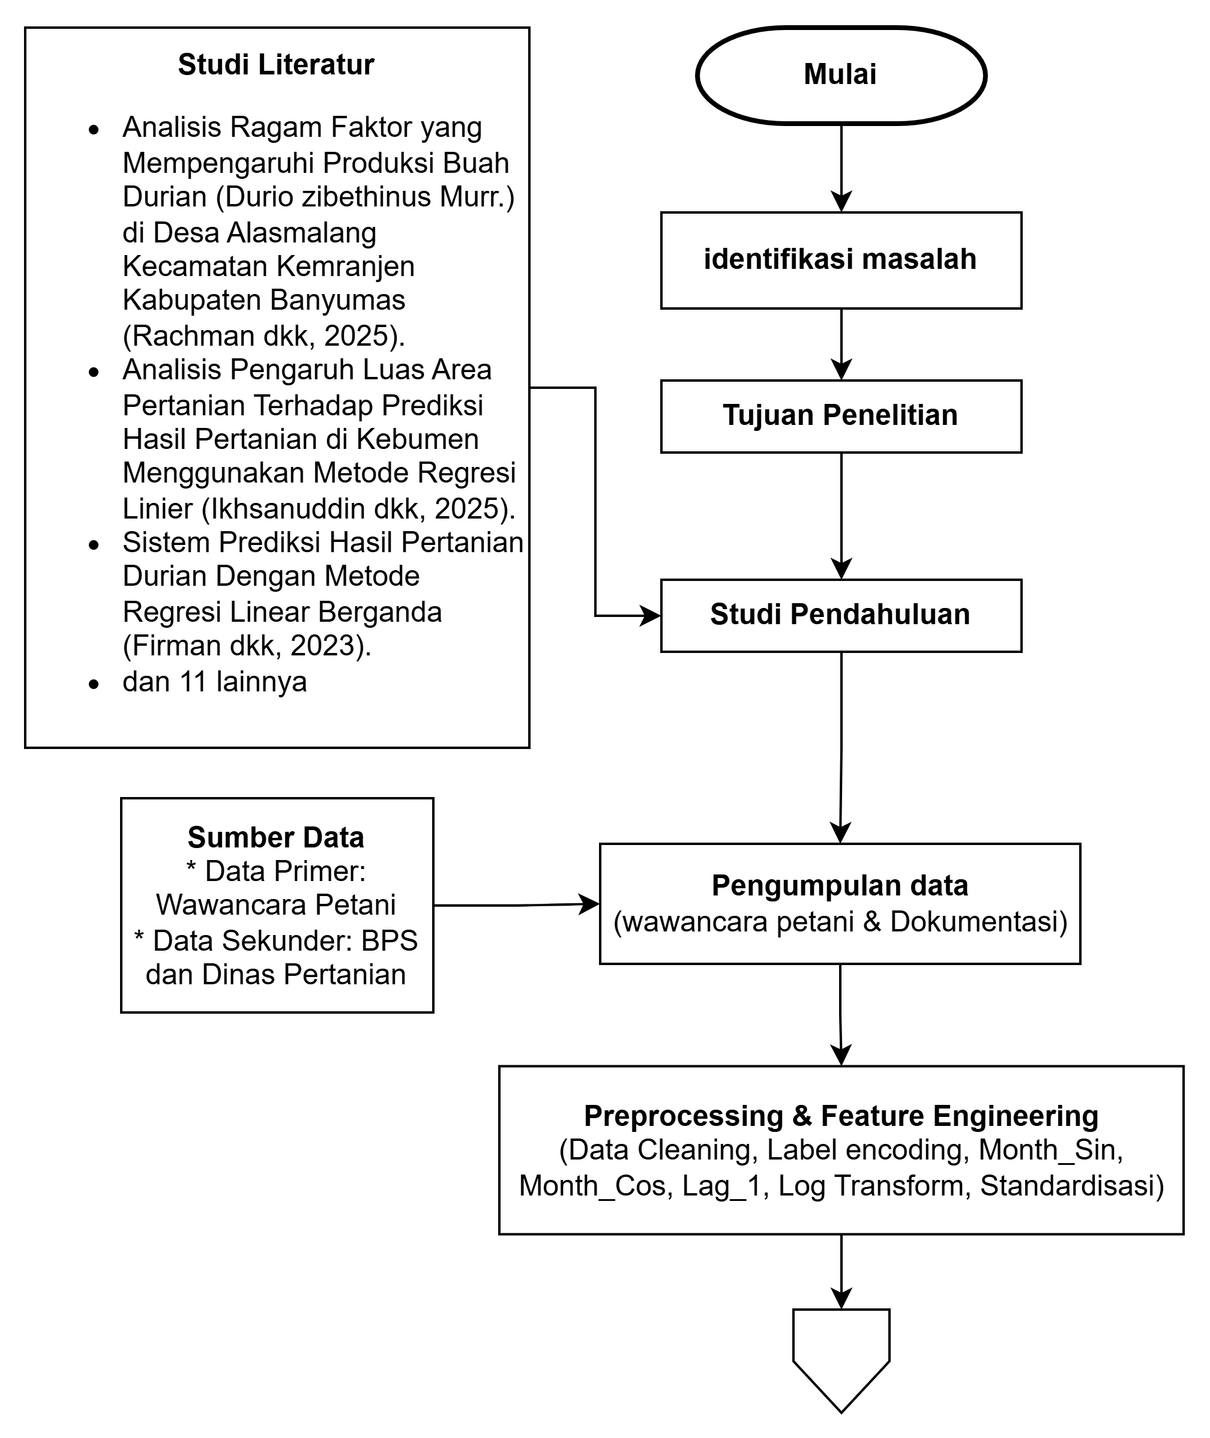 Studi Literatur
• Analisis Ragam Faktor yang
Mempengaruhi Produksi Buah
Durian (Durio zibethinus Murr.)
di Desa Alasmalang
Kecamatan Kemranjen
Kabupaten Banyumas
(Rachman dkk, 2025).
• Analisis Pengaruh Luas Area
Pertanian Terhadap Prediksi
Hasil Pertanian di Kebumen
Menggunakan Metode Regresi
Linier (Ikhsanuddin dkk, 2025).
• Sistem Prediksi Hasil Pertanian
Durian Dengan Metode
Regresi Linear Berganda
(Firman dkk, 2023).
• dan 11 lainnya
Mulai
identifikasi masalah
Tujuan Penelitian
Studi Pendahuluan
Sumber Data
* Data Primer:
Wawancara Petani
* Data Sekunder: BPS
dan Dinas Pertanian
Pengumpulan data
(wawancara petani & Dokumentasi)
Preprocessing & Feature Engineering
(Data Cleaning, Label encoding, Month_Sin,
Month_Cos, Lag_1, Log Transform, Standardisasi)